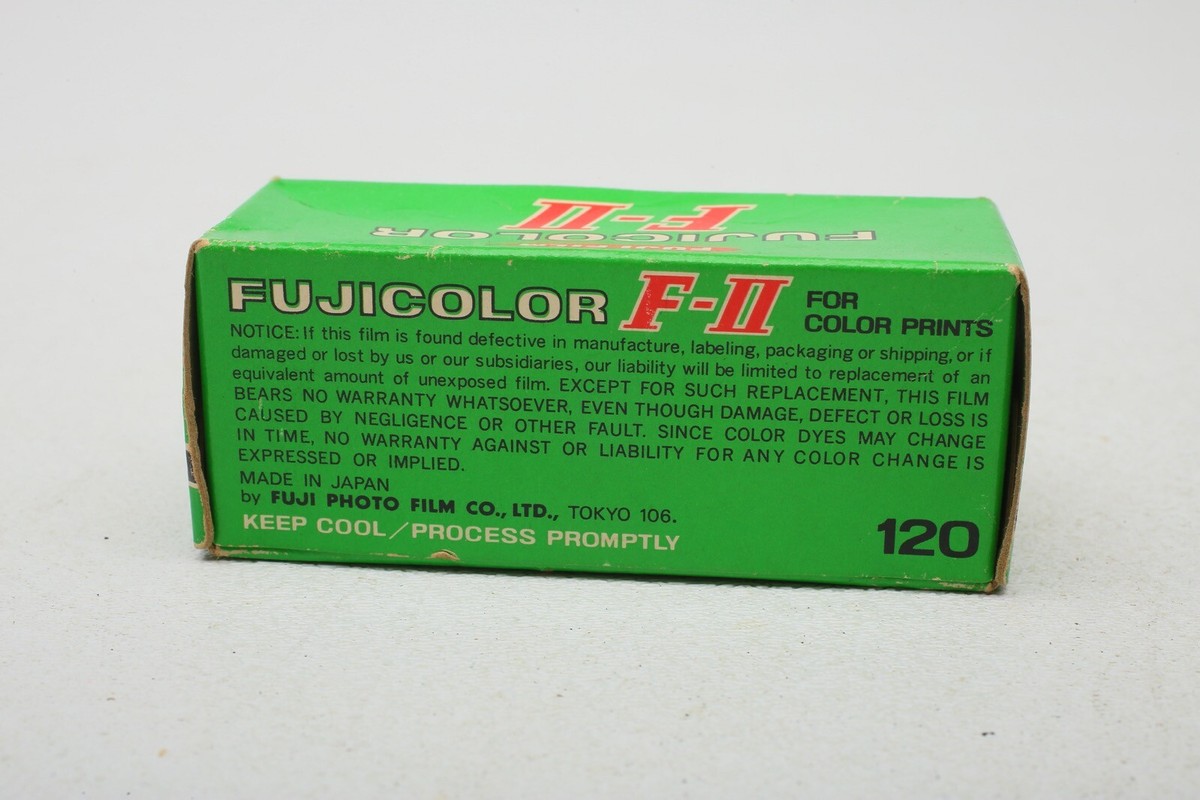 FUJICOLOR F-II
FUJICOLOR F-II FOR
COLOR PRINTS
NOTICE: If this film is found defective in manufacture, labeling, packaging or shipping, or if
damaged or lost by us or our subsidiaries, our liability will be limited to replacement of an
equivalent amount of unexposed film. EXCEPT FOR SUCH REPLACEMENT, THIS FILM
BEARS NO WARRANTY WHATSOEVER, EVEN THOUGH DAMAGE, DEFECT OR LOSS IS
CAUSED BY NEGLIGENCE OR OTHER FAULT. SINCE COLOR DYES MAY CHANGE
IN TIME, NO WARRANTY AGAINST OR LIABILITY FOR ANY COLOR CHANGE IS
EXPRESSED OR IMPLIED.
MADE IN JAPAN
by FUJI PHOTO FILM CO., LTD., TOKYO 106.
KEEP COOL/PROCESS PROMPTLY
120